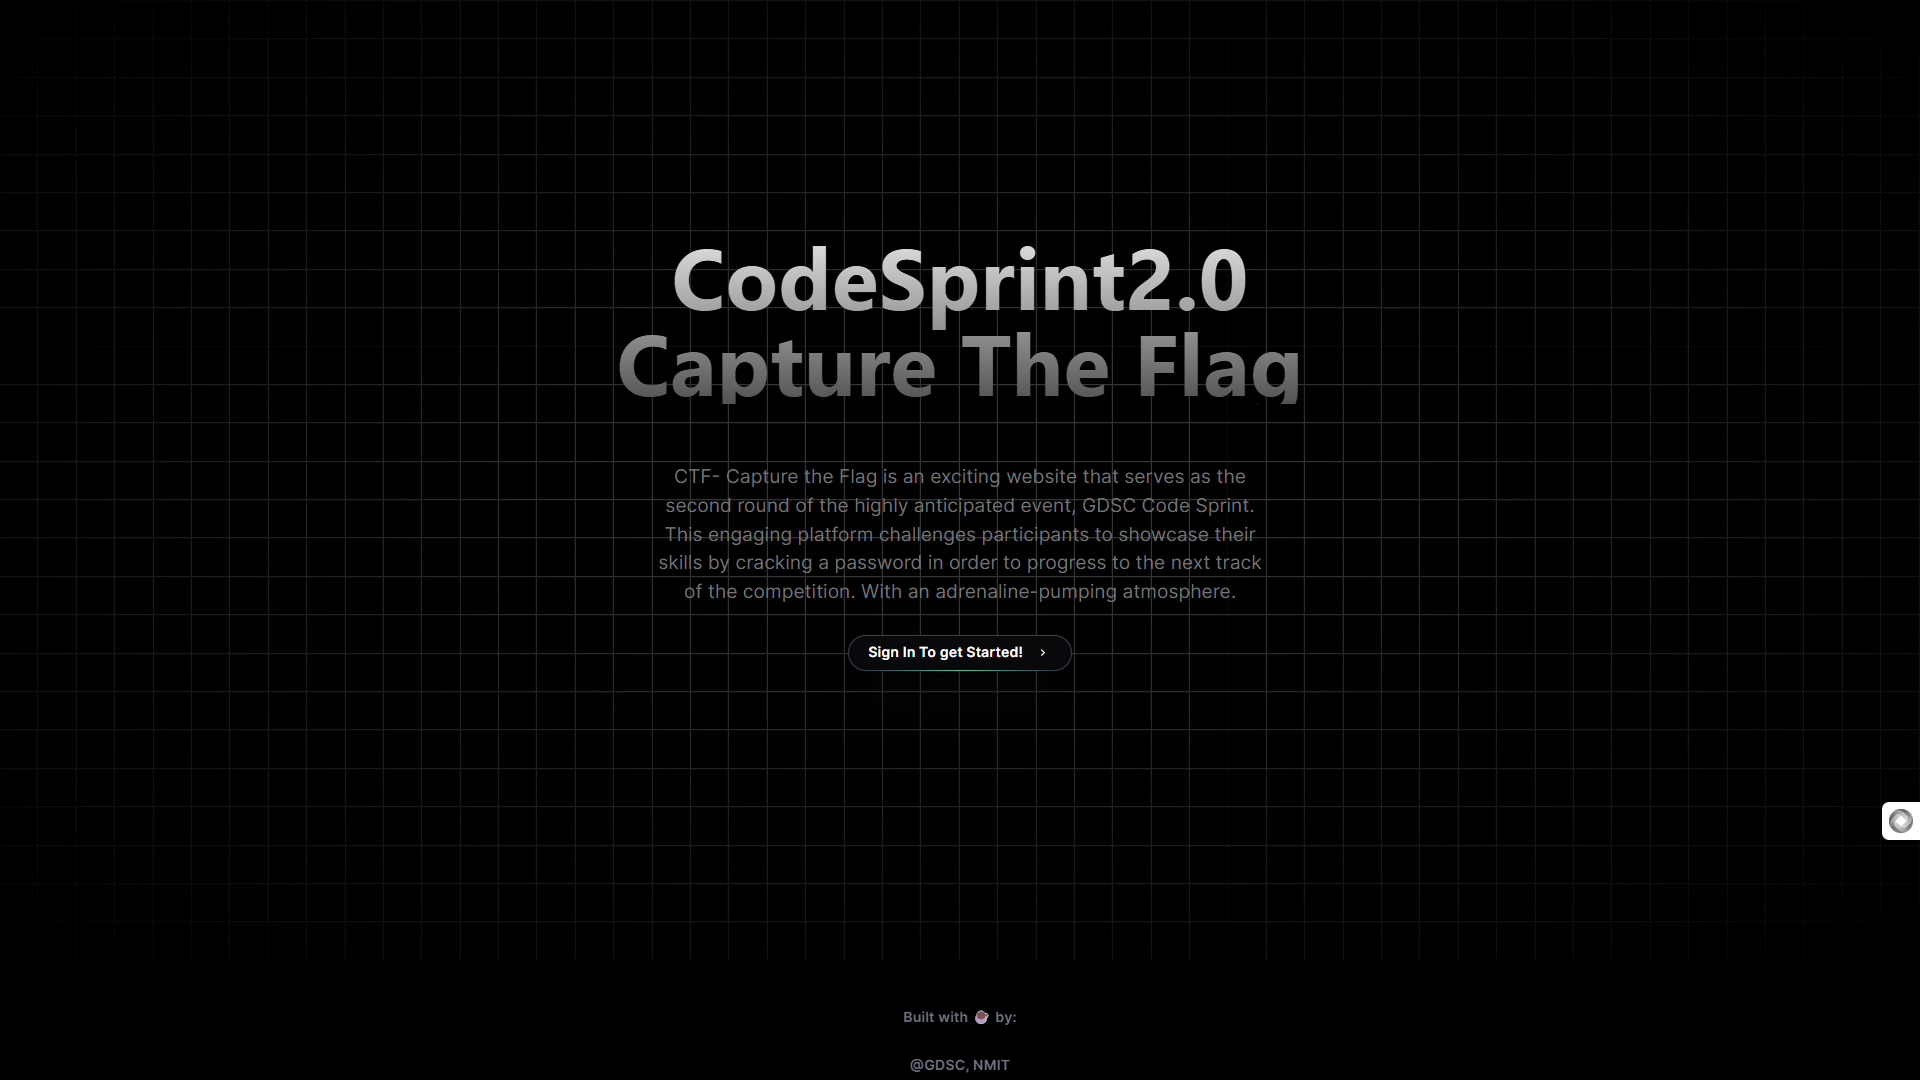 CodeSprint2.0
Capture The Flag
CTF- Capture the Flag is an exciting website that serves as the
second round of the highly anticipated event, GDSC Code Sprint.
This engaging platform challenges participants to showcase their
skills by cracking a password in order to progress to the next track
of the competition. With an adrenaline-pumping atmosphere.
Sign In To get Started!
Built with by:
@GDSC, NMIT